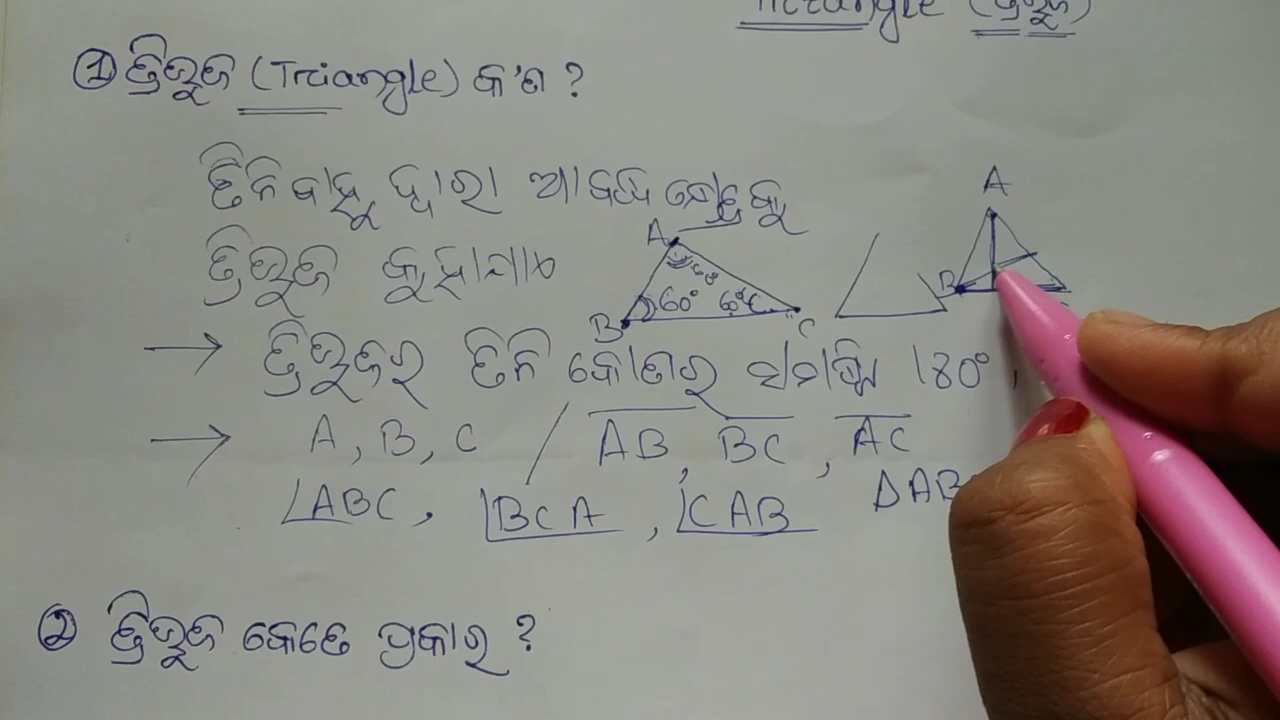 Triangle (ତ୍ରିଭୁଜ)
① ତ୍ରିଭୁଜ (Triangle) କ'ଣ ?
ତିନି ବାହୁ ଦ୍ୱାରା ଆବଦ୍ଧ କ୍ଷେତ୍ରକୁ
ତ୍ରିଭୁଜ କୁହାଯାଏ
A
60°
B 60° 60° C
A
B
→ ତ୍ରିଭୁଜର ତିନି କୋଣର ସମଷ୍ଟି 180°
→ A, B, C / AB, BC, AC
∠ABC, ∠BCA, ∠CAB ΔAB
② ତ୍ରିଭୁଜ କେତେ ପ୍ରକାର ?